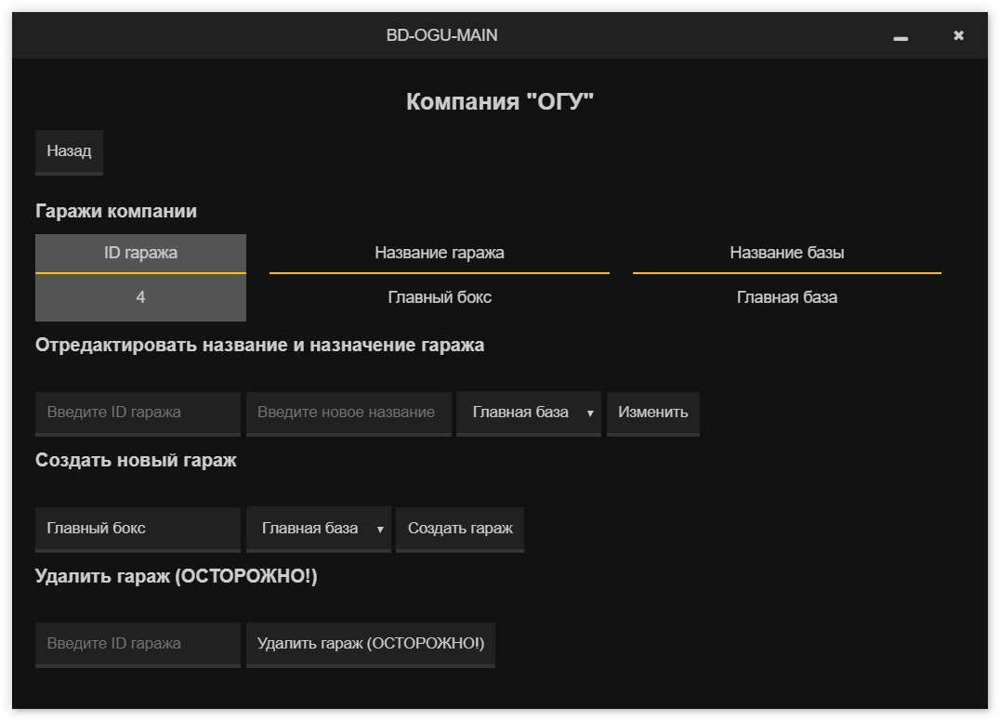 BD-OGU-MAIN
Компания "ОГУ"
Назад
Гаражи компании
ID гаража Название гаража Название базы
4 Главный бокс Главная база
Отредактировать название и назначение гаража
Введите ID гаража Введите новое название Главная база Изменить
Создать новый гараж
Главный бокс Главная база Создать гараж
Удалить гараж (ОСТОРОЖНО!)
Введите ID гаража Удалить гараж (ОСТОРОЖНО!)